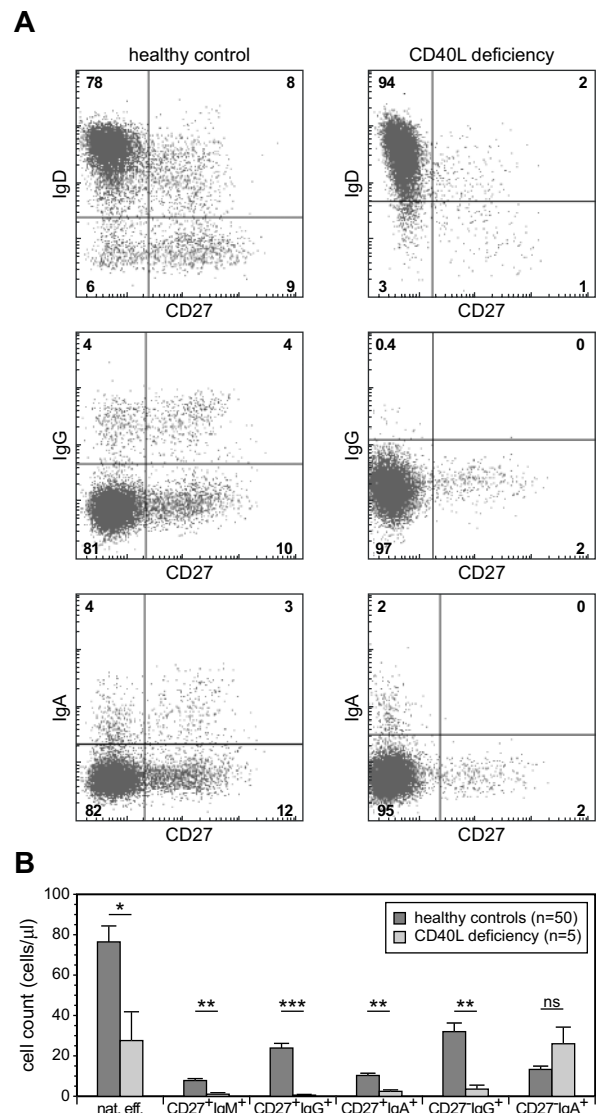 A
healthy control
CD40L deficiency
78
8
94
2
IgD
IgD
6
9
3
1
CD27
CD27
4
4
0.4
0
IgG
IgG
81
10
97
2
CD27
CD27
4
3
2
0
IgA
IgA
82
12
95
2
CD27
CD27
B
cell count (cells/µl)
100
80
60
40
20
0
healthy controls (n=50)
CD40L deficiency (n=5)
*
**
***
**
**
ns
nat. eff.
CD27⁺IgM⁺
CD27⁺IgG⁺
CD27⁺IgA⁺
CD27⁻IgG⁺
CD27⁻IgA⁺